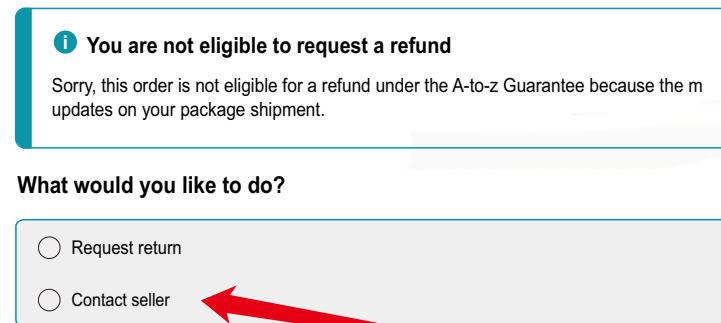 You are not eligible to request a refund
Sorry, this order is not eligible for a refund under the A-to-z Guarantee because the m
updates on your package shipment.
What would you like to do?
Request return
Contact seller